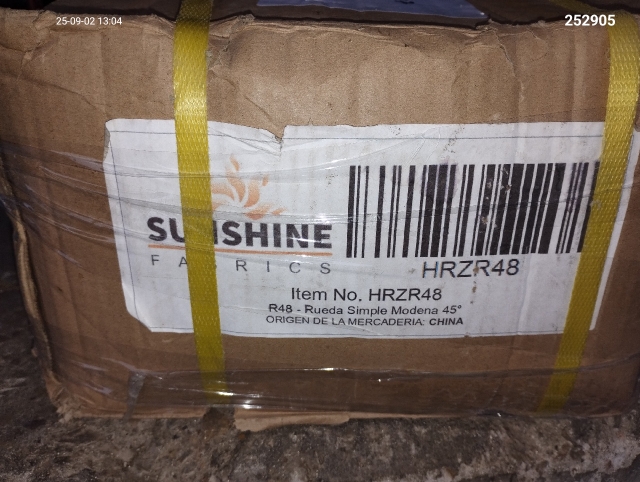 25-09-02 13:04
252905
SUNSHINE
FABRICS
HRZR48
Item No. HRZR48
R48 - Rueda Simple Modena 45°
ORIGEN DE LA MERCADERIA: CHINA